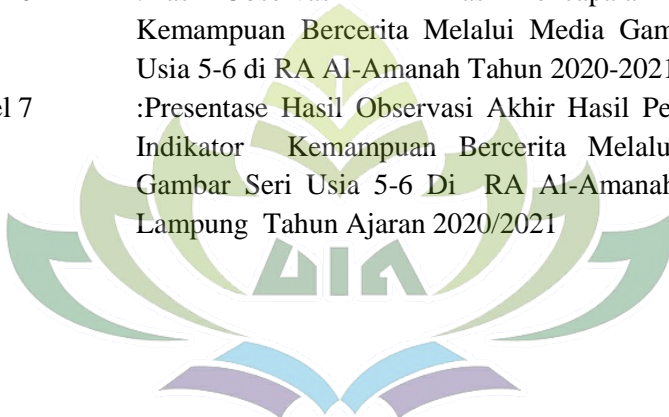 Kemampuan Bercerita Melalui Media Gam
Usia 5-6 di RA Al-Amanah Tahun 2020-2021
el 7 :Presentase Hasil Observasi Akhir Hasil Pe
Indikator Kemampuan Bercerita Melalu
Gambar Seri Usia 5-6 Di RA Al-Amanah
Lampung Tahun Ajaran 2020/2021
UIN